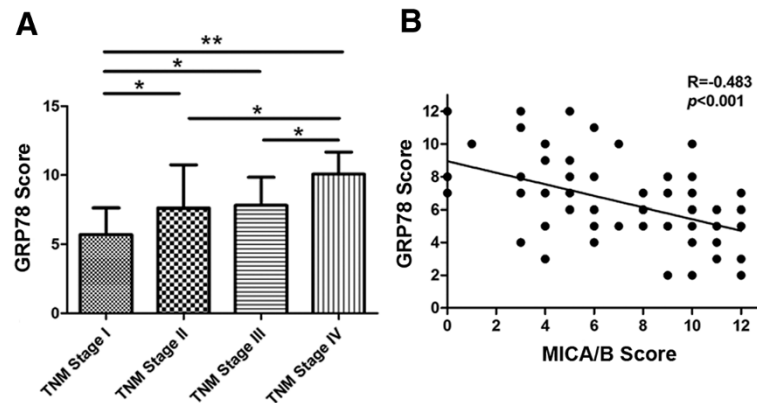 A
**
*
*
*
*
15
10
5
0
GRP78 Score
TNM Stage I
TNM Stage II
TNM Stage III
TNM Stage IV
B
R=-0.483
p<0.001
12
10
8
6
4
2
0
GRP78 Score
0 2 4 6 8 10 12
MICA/B Score